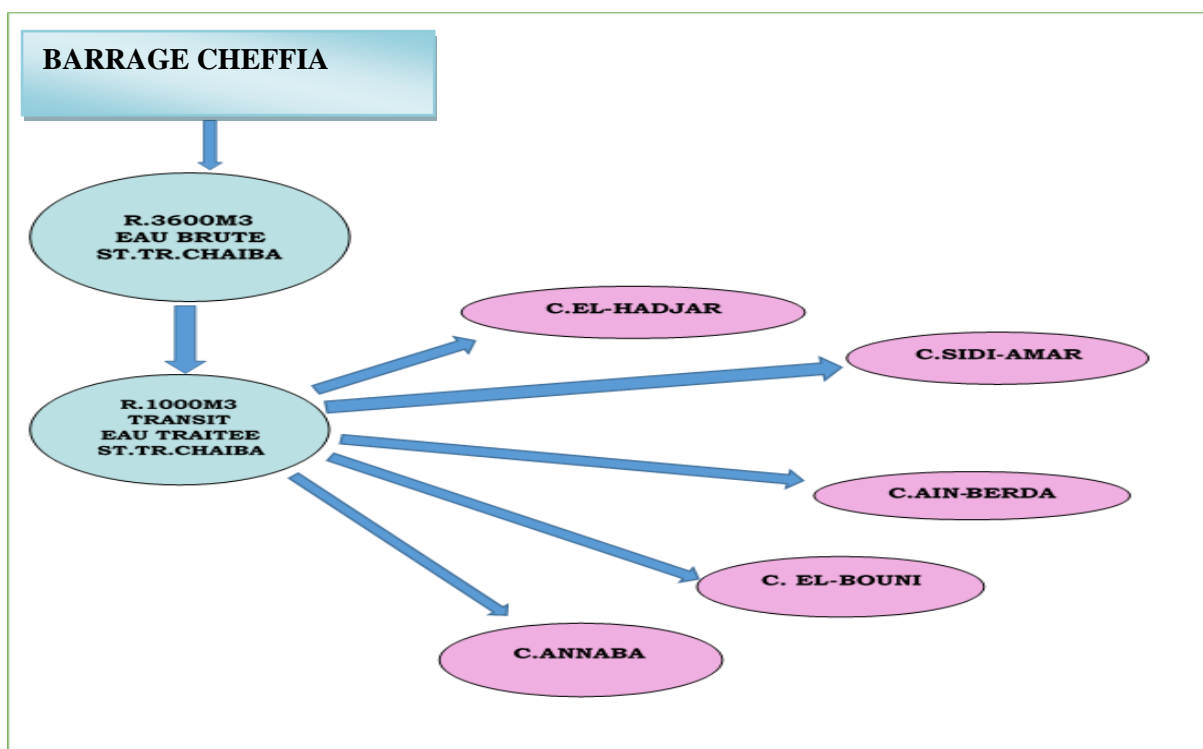 BARRAGE CHEFFIA
R.3600M3
EAU BRUTE
ST.TR.CHAIBA
C.EL-HADJAR
C.SIDI-AMAR
R.1000M3
TRANSIT
EAU TRAITEE
ST.TR.CHAIBA
C.AIN-BERDA
C. EL-BOUNI
C.ANNABA